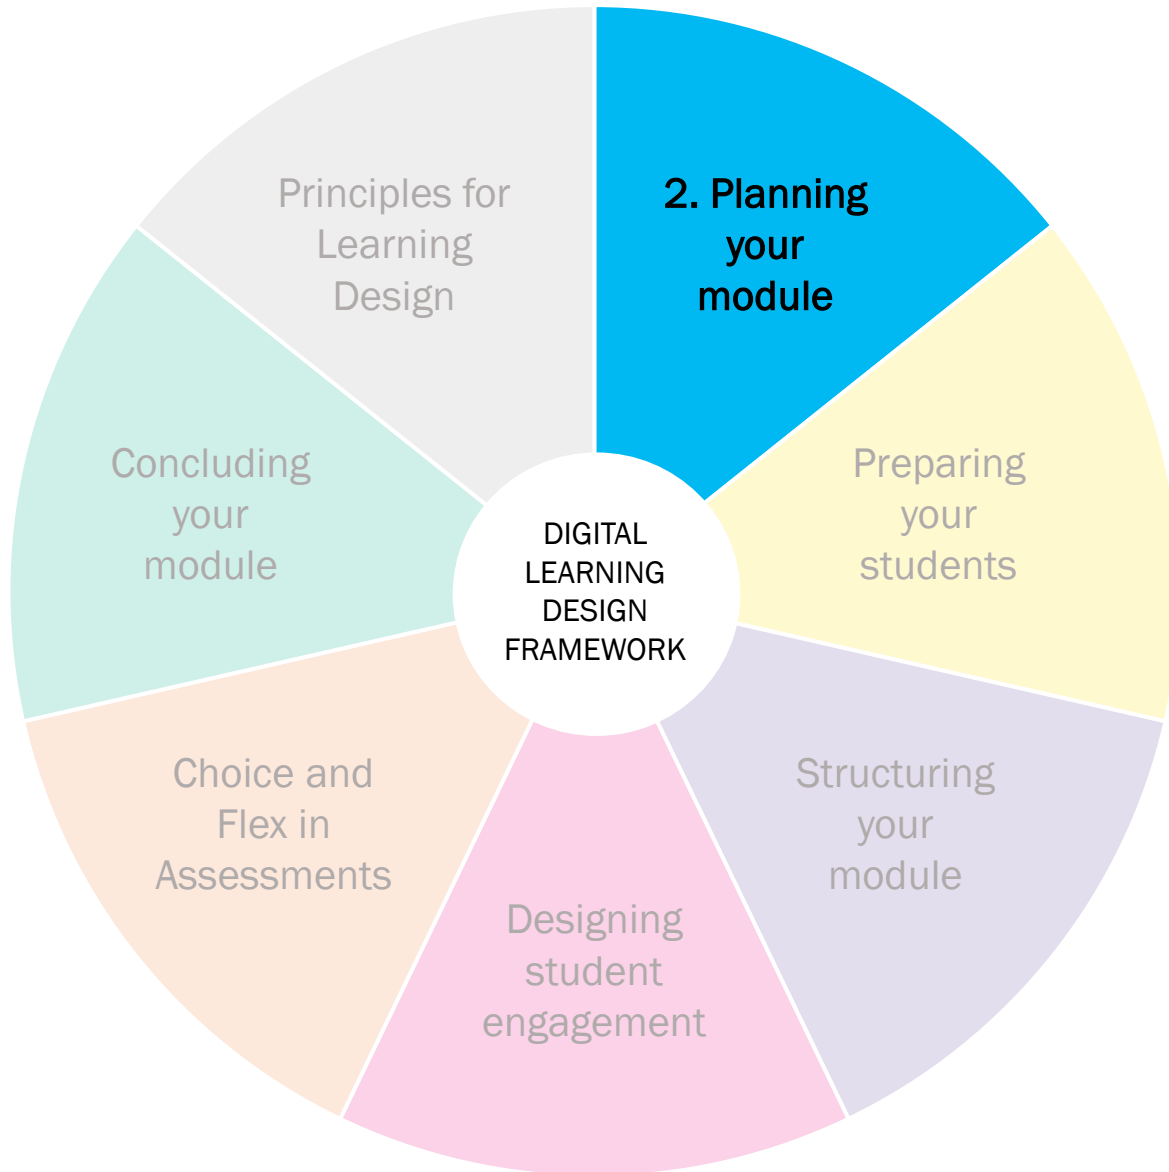 Principles for
Learning
Design
2. Planning
your
module
Preparing
your
students
Structuring
your
module
Designing
student
engagement
Choice and
Flex in
Assessments
Concluding
your
module
DIGITAL
LEARNING
DESIGN
FRAMEWORK